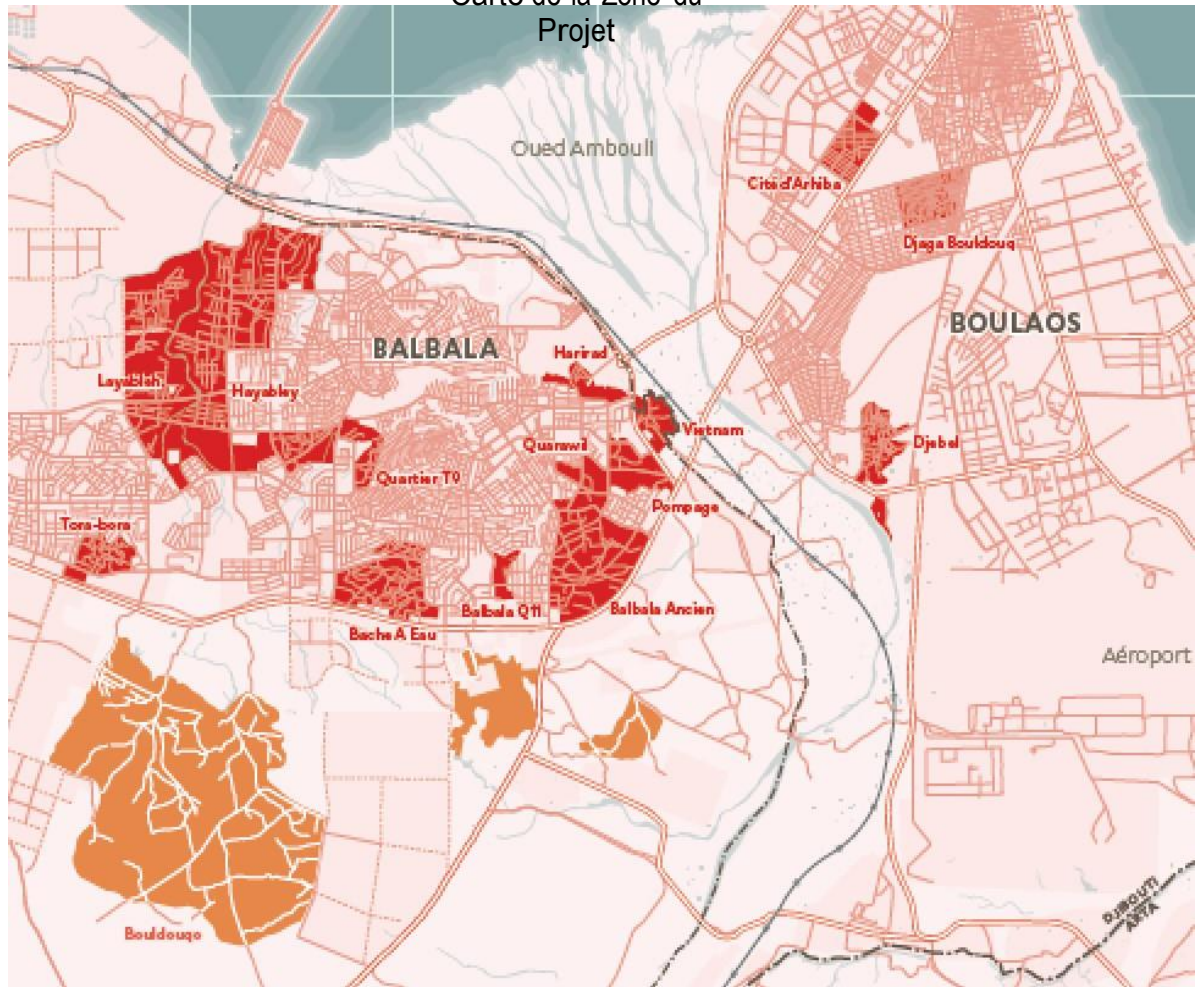 Carte de la Zone du
Projet
Oued Ambouli
Cité d'Arhiba
Djaga Bouldouq
BOULAOS
BALBALA
Harirad
Layableh
Hayabley
Vietnam
Quarawil
Djebel
Quartier T9
Pompage
Tora-bora
Balbala Q11
Balbala Ancien
Bache A Eau
Aéroport
Bouldouqo
DJIBOUTI
ARTA